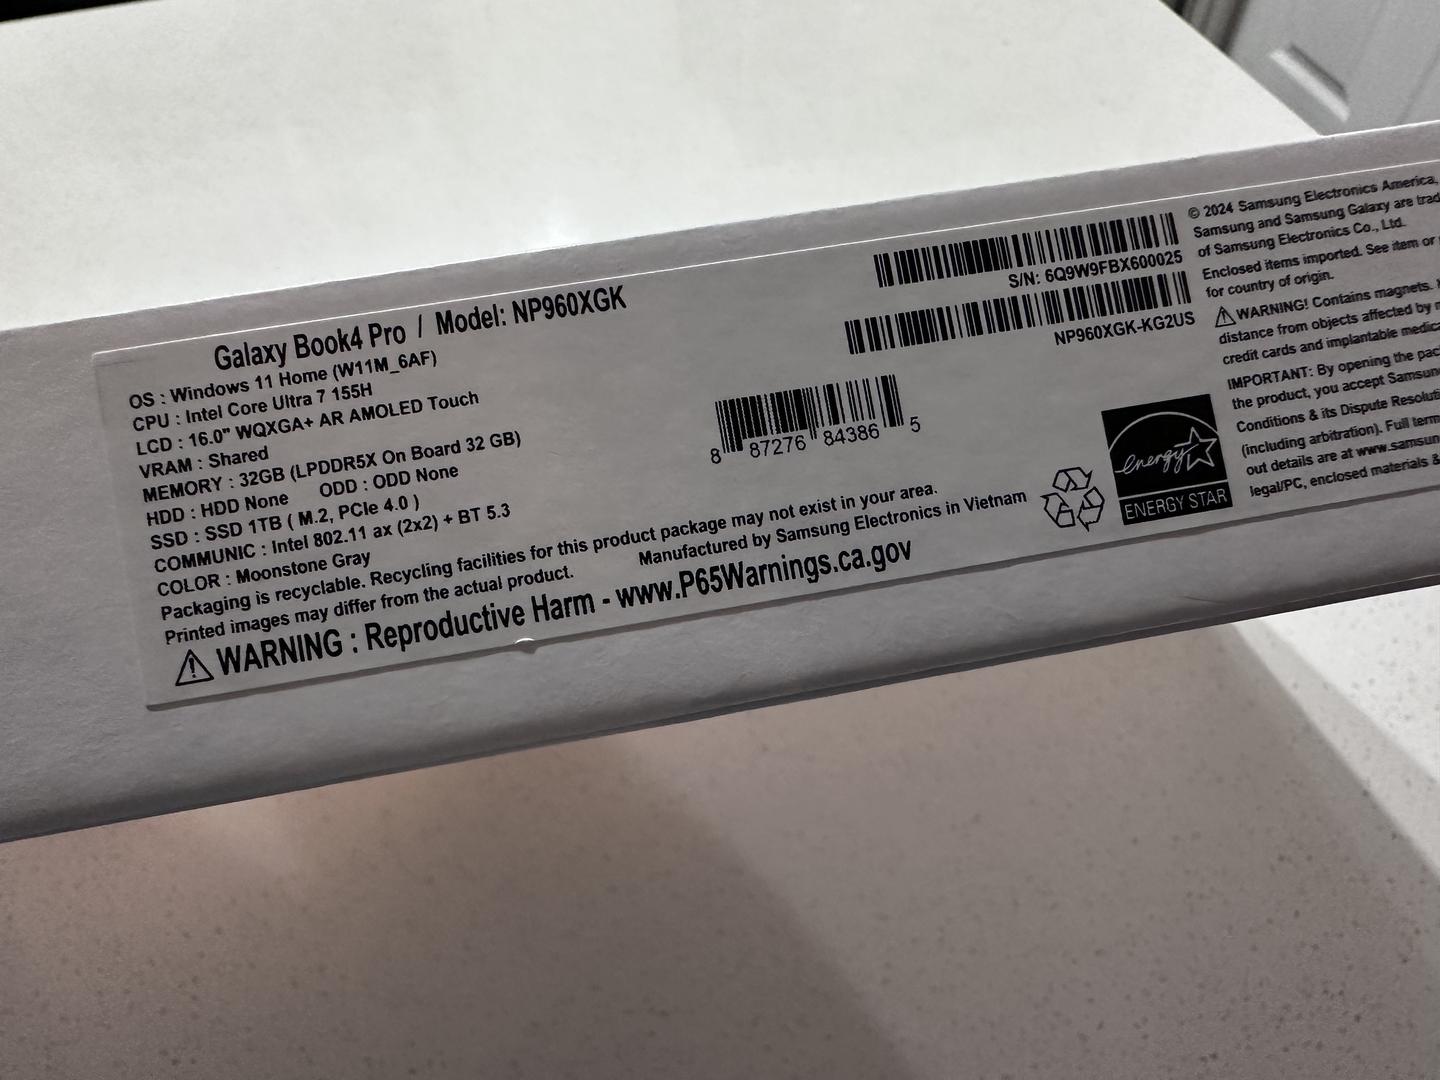 Galaxy Book4 Pro / Model: NP960XGK
OS : Windows 11 Home (W11M_6AF)
CPU : Intel Core Ultra 7 155H
LCD : 16.0" WQXGA+ AR AMOLED Touch
VRAM : Shared
MEMORY : 32GB (LPDDR5X On Board 32 GB)
HDD : HDD None ODD : ODD None
SSD : SSD 1TB ( M.2, PCIe 4.0 )
COMMUNIC : Intel 802.11 ax (2x2) + BT 5.3
COLOR : Moonstone Gray
Packaging is recyclable. Recycling facilities for this product package may not exist in your area.
Printed images may differ from the actual product. Manufactured by Samsung Electronics in Vietnam
WARNING : Reproductive Harm - www.P65Warnings.ca.gov
8 87276 84386 5
S/N: 6Q9W9FBX600025
NP960XGK-KG2US
energy
ENERGY STAR
© 2024 Samsung Electronics America,
Samsung and Samsung Galaxy are trad
of Samsung Electronics Co., Ltd.
Enclosed items imported. See item or
for country of origin.
WARNING! Contains magnets.
distance from objects affected by
credit cards and implantable medica
IMPORTANT: By opening the pac
the product, you accept Samsun
Conditions & its Dispute Resoluti
(including arbitration). Full term
out details are at www.samsun
legal/PC, enclosed materials &